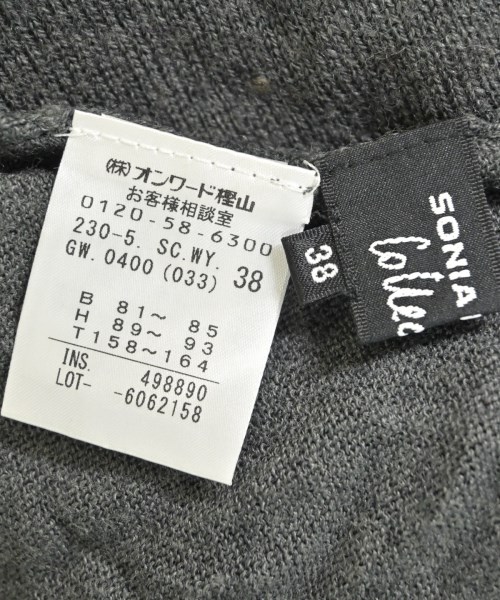 (株)オンワード樫山
お客様相談室
0120-58-6300
230-5. SC.WY. 38
GW.0400(033)
B 81～ 85
H 89～ 93
T158～164
INS. 498890
LOT- -6062158
38
SONIA
Collec